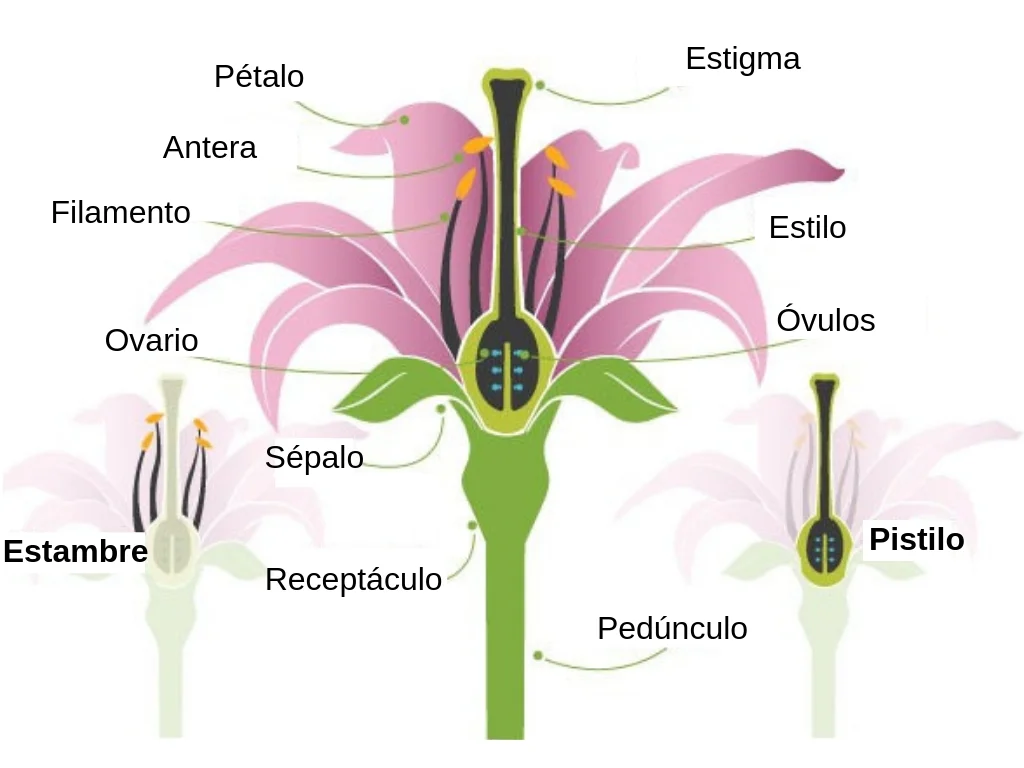 Estigma
Pétalo
Antera
Filamento
Estilo
Óvulos
Ovario
Sépalo
Pistilo
Estambre
Receptáculo
Pedúnculo